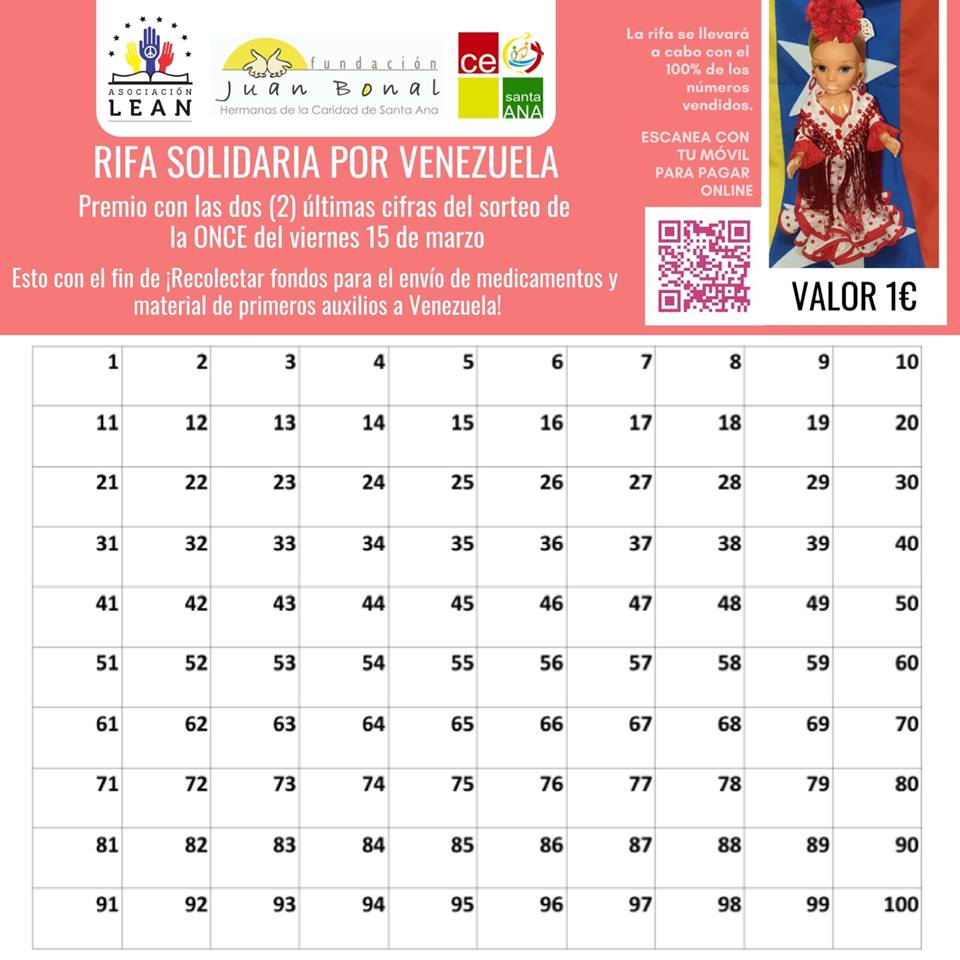 ASOCIACIÓN
LEAN
fundación
Juan Bonal
Hermanas de la Caridad de Santa Ana
ce
santa
ANA
RIFA SOLIDARIA POR VENEZUELA
Premio con las dos (2) últimas cifras del sorteo de
la ONCE del viernes 15 de marzo
Esto con el fin de ¡Recolectar fondos para el envío de medicamentos y
material de primeros auxilios a Venezuela!
La rifa se llevará
a cabo con el
100% de los
números
vendidos.
ESCANEA CON
TU MÓVIL
PARA PAGAR
ONLINE
VALOR 1€
1 2 3 4 5 6 7 8 9 10
11 12 13 14 15 16 17 18 19 20
21 22 23 24 25 26 27 28 29 30
31 32 33 34 35 36 37 38 39 40
41 42 43 44 45 46 47 48 49 50
51 52 53 54 55 56 57 58 59 60
61 62 63 64 65 66 67 68 69 70
71 72 73 74 75 76 77 78 79 80
81 82 83 84 85 86 87 88 89 90
91 92 93 94 95 96 97 98 99 100